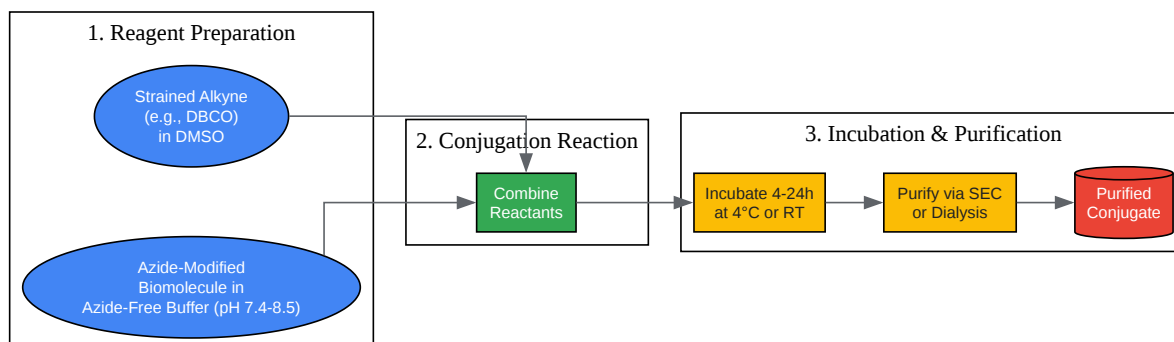 1. Reagent Preparation
Strained Alkyne
(e.g., DBCO)
in DMSO
Azide-Modified
Biomolecule in
Azide-Free Buffer (pH 7.4-8.5)
2. Conjugation Reaction
Combine
Reactants
3. Incubation & Purification
Incubate 4-24h
at 4°C or RT
Purify via SEC
or Dialysis
Purified
Conjugate